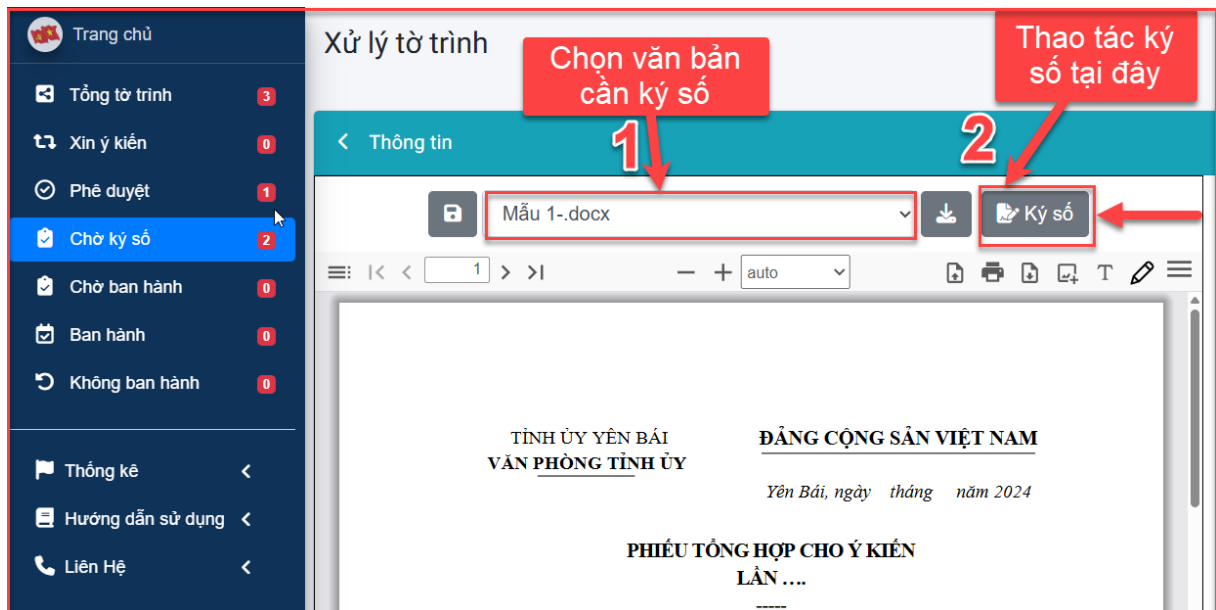 Trang chủ
Tổng tờ trình 3
Xin ý kiến 0
Phê duyệt 1
Chờ ký số 2
Chờ ban hành 0
Ban hành 0
Không ban hành 0
Thống kê
Hướng dẫn sử dụng
Liên Hệ
Xử lý tờ trình
Chọn văn bản
cần ký số
Thao tác ký
số tại đây
Thông tin
1
2
Mẫu 1-.docx
Ký số
1
auto
T
TỈNH ỦY YÊN BÁI
VĂN PHÒNG TỈNH ỦY
ĐẢNG CỘNG SẢN VIỆT NAM
Yên Bái, ngày tháng năm 2024
PHIẾU TỔNG HỢP CHO Ý KIẾN
LẦN ....
-----